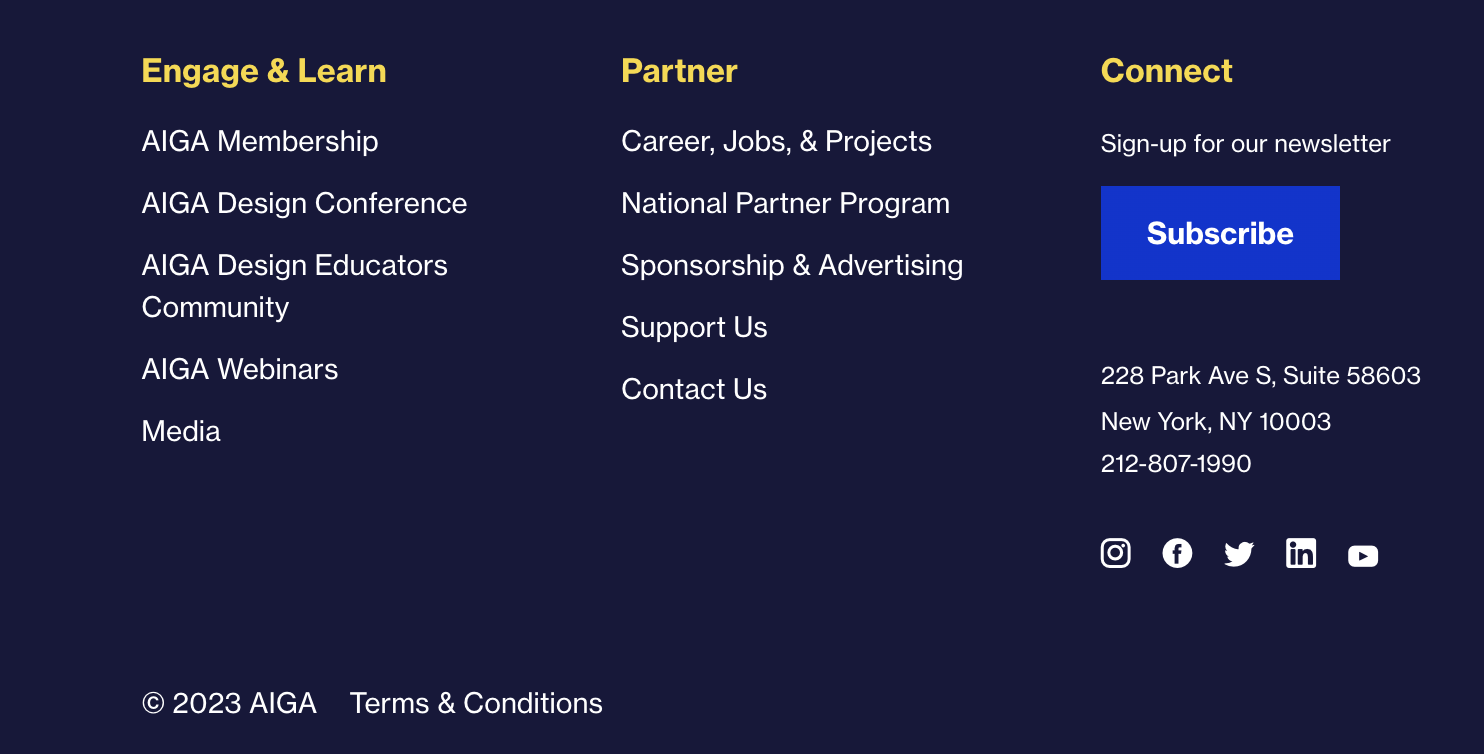 Engage & Learn
AIGA Membership
AIGA Design Conference
AIGA Design Educators
Community
AIGA Webinars
Media
Partner
Career, Jobs, & Projects
National Partner Program
Sponsorship & Advertising
Support Us
Contact Us
Connect
Sign-up for our newsletter
Subscribe
228 Park Ave S, Suite 58603
New York, NY 10003
212-807-1990
© 2023 AIGA
Terms & Conditions